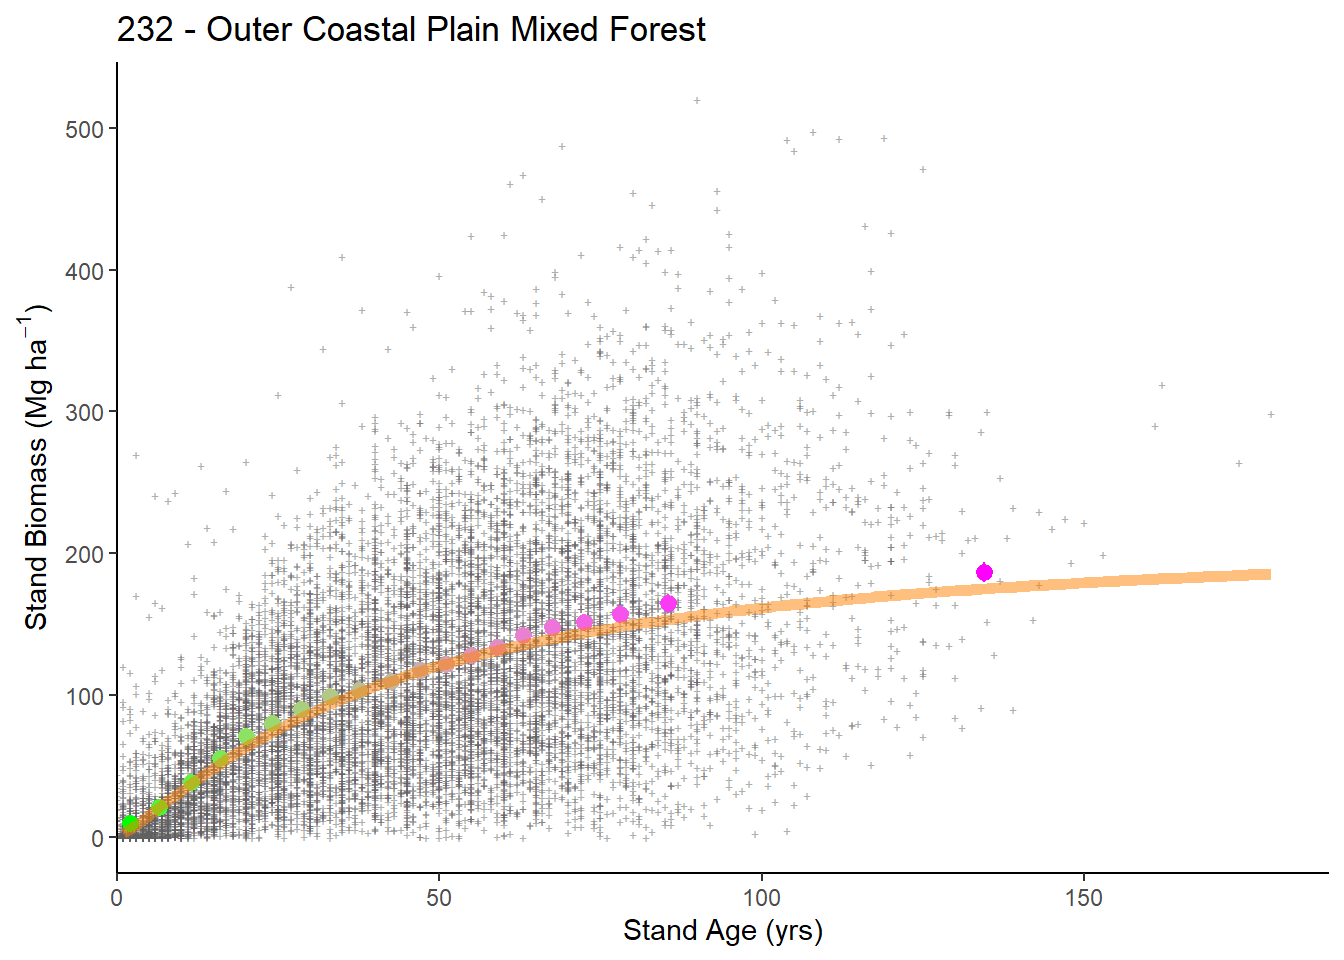 232 - Outer Coastal Plain Mixed Forest
Stand Biomass (Mg ha⁻¹)
500
400
300
200
100
0
0 50 100 150
Stand Age (yrs)